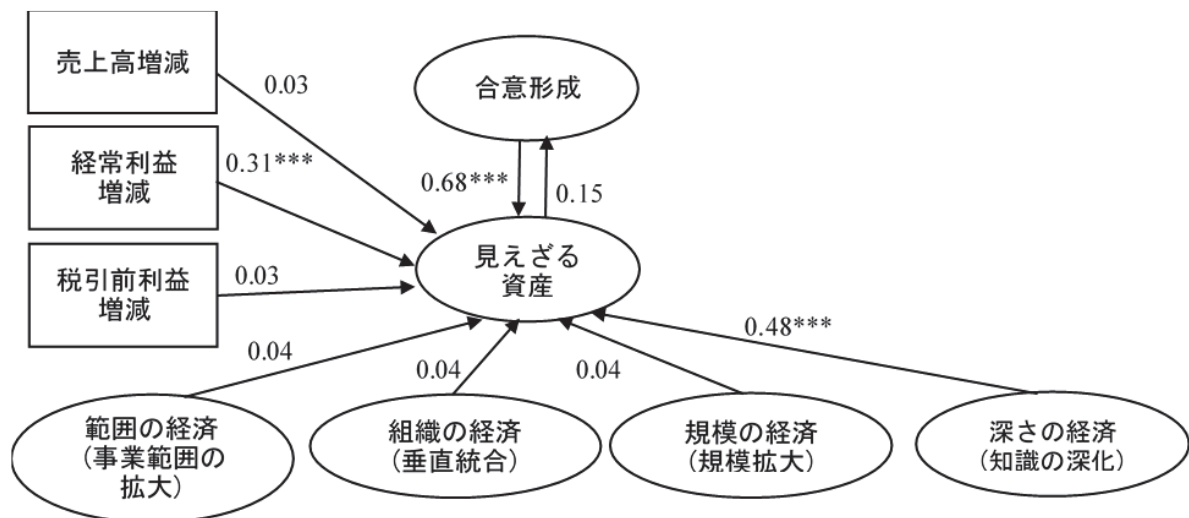 売上高増減
0.03
合意形成
経常利益
増減
0.31***
0.68***
0.15
税引前利益
増減
0.03
見えざる
資産
0.04
0.04
0.04
0.48***
範囲の経済
(事業範囲の
拡大)
組織の経済
(垂直統合)
規模の経済
(規模拡大)
深さの経済
(知識の深化)